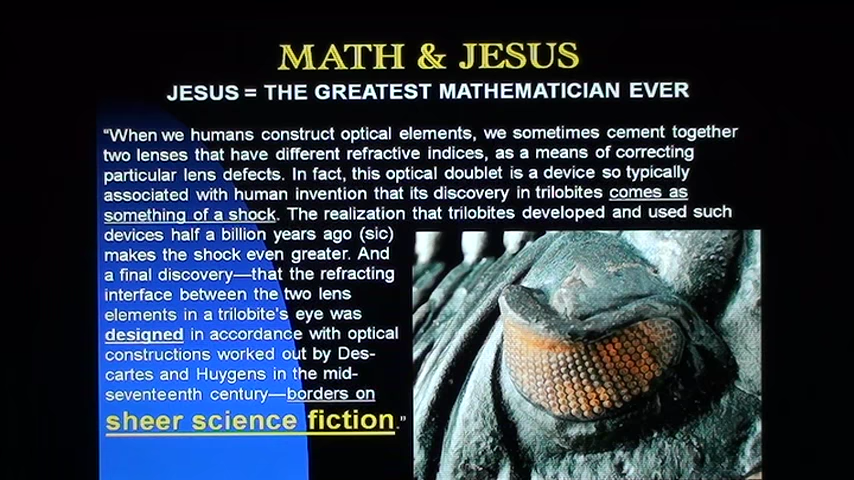 MATH & JESUS
JESUS = THE GREATEST MATHEMATICIAN EVER
“When we humans construct optical elements, we sometimes cement together
two lenses that have different refractive indices, as a means of correcting
particular lens defects. In fact, this optical doublet is a device so typically
associated with human invention that its discovery in trilobites comes as
something of a shock. The realization that trilobites developed and used such
devices half a billion years ago (sic)
makes the shock even greater. And
a final discovery—that the refracting
interface between the two lens
elements in a trilobite's eye was
designed in accordance with optical
constructions worked out by Des-
cartes and Huygens in the mid-
seventeenth century—borders on
sheer science fiction.”